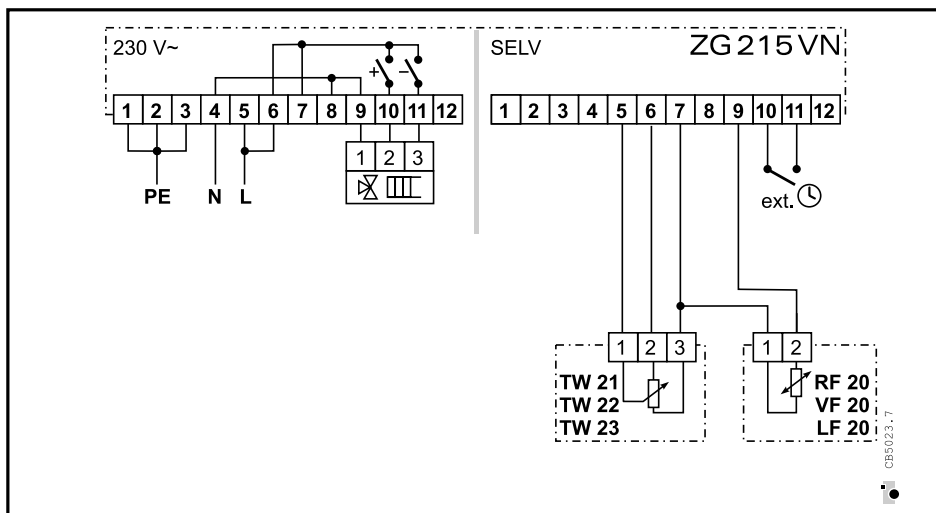 230 V~
SELV
ZG 215 VN
+
–
1 2 3 4 5 6 7 8 9 10 11 12
1 2 3 4 5 6 7 8 9 10 11 12
1 2 3
PE N L
ext.
1 2 3
1 2
TW 21
TW 22
TW 23
RF 20
VF 20
LF 20
CB5023.7